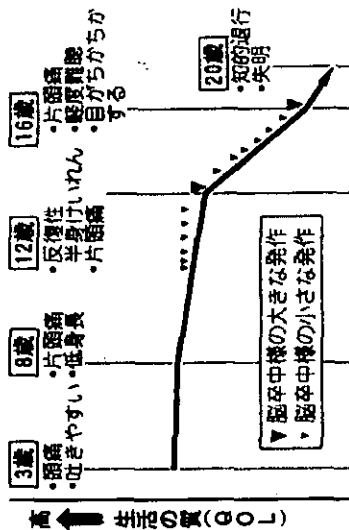 3歳
・頭痛
・吐きやすい
8歳
・片頭痛
・低身長
12歳
・反復性
半身けいれん
・片頭痛
16歳
・片頭痛
・軽度難聴
・目がちかちか
する
20歳
・知的退行
・失明
▼ 脳卒中様の大きな発作
▾ 脳卒中様の小さな発作
高
生活の質(QOL)